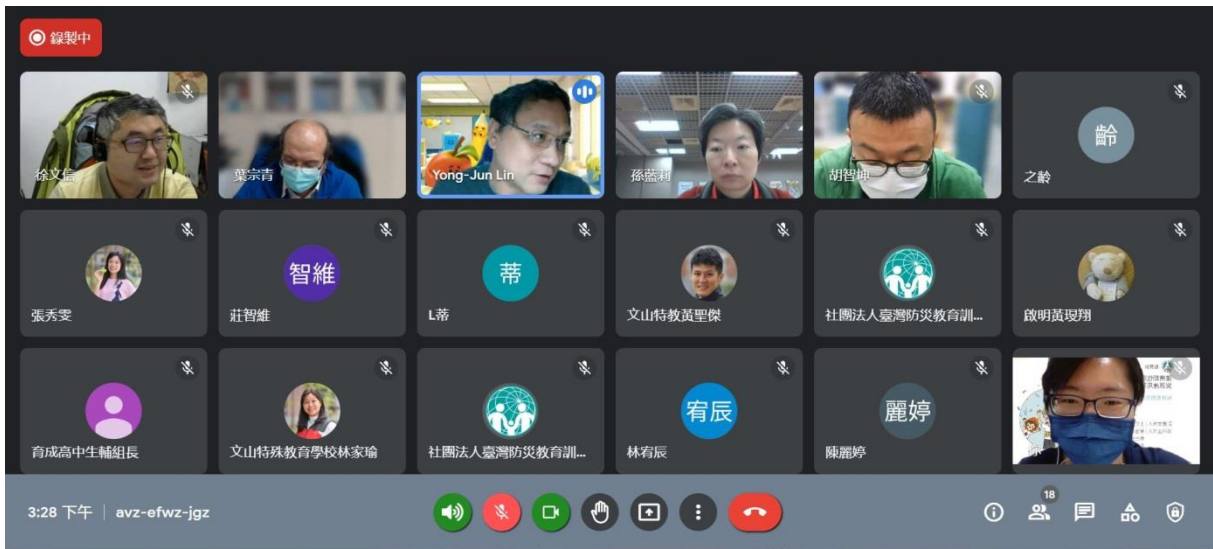 錄製中
徐文信
葉宗青
Yong-Jun Lin
孫藍莉
胡智坤
齡
之齡
張秀雯
智維
莊智維
蒂
L蒂
文山特教黃聖傑
社團法人臺灣防災教育訓...
啟明黃琝翔
育成高中生輔組長
文山特殊教育學校林家瑜
社團法人臺灣防災教育訓...
宥辰
林宥辰
麗婷
陳麗婷
你
3:28 下午 | avz-efwz-jgz
18